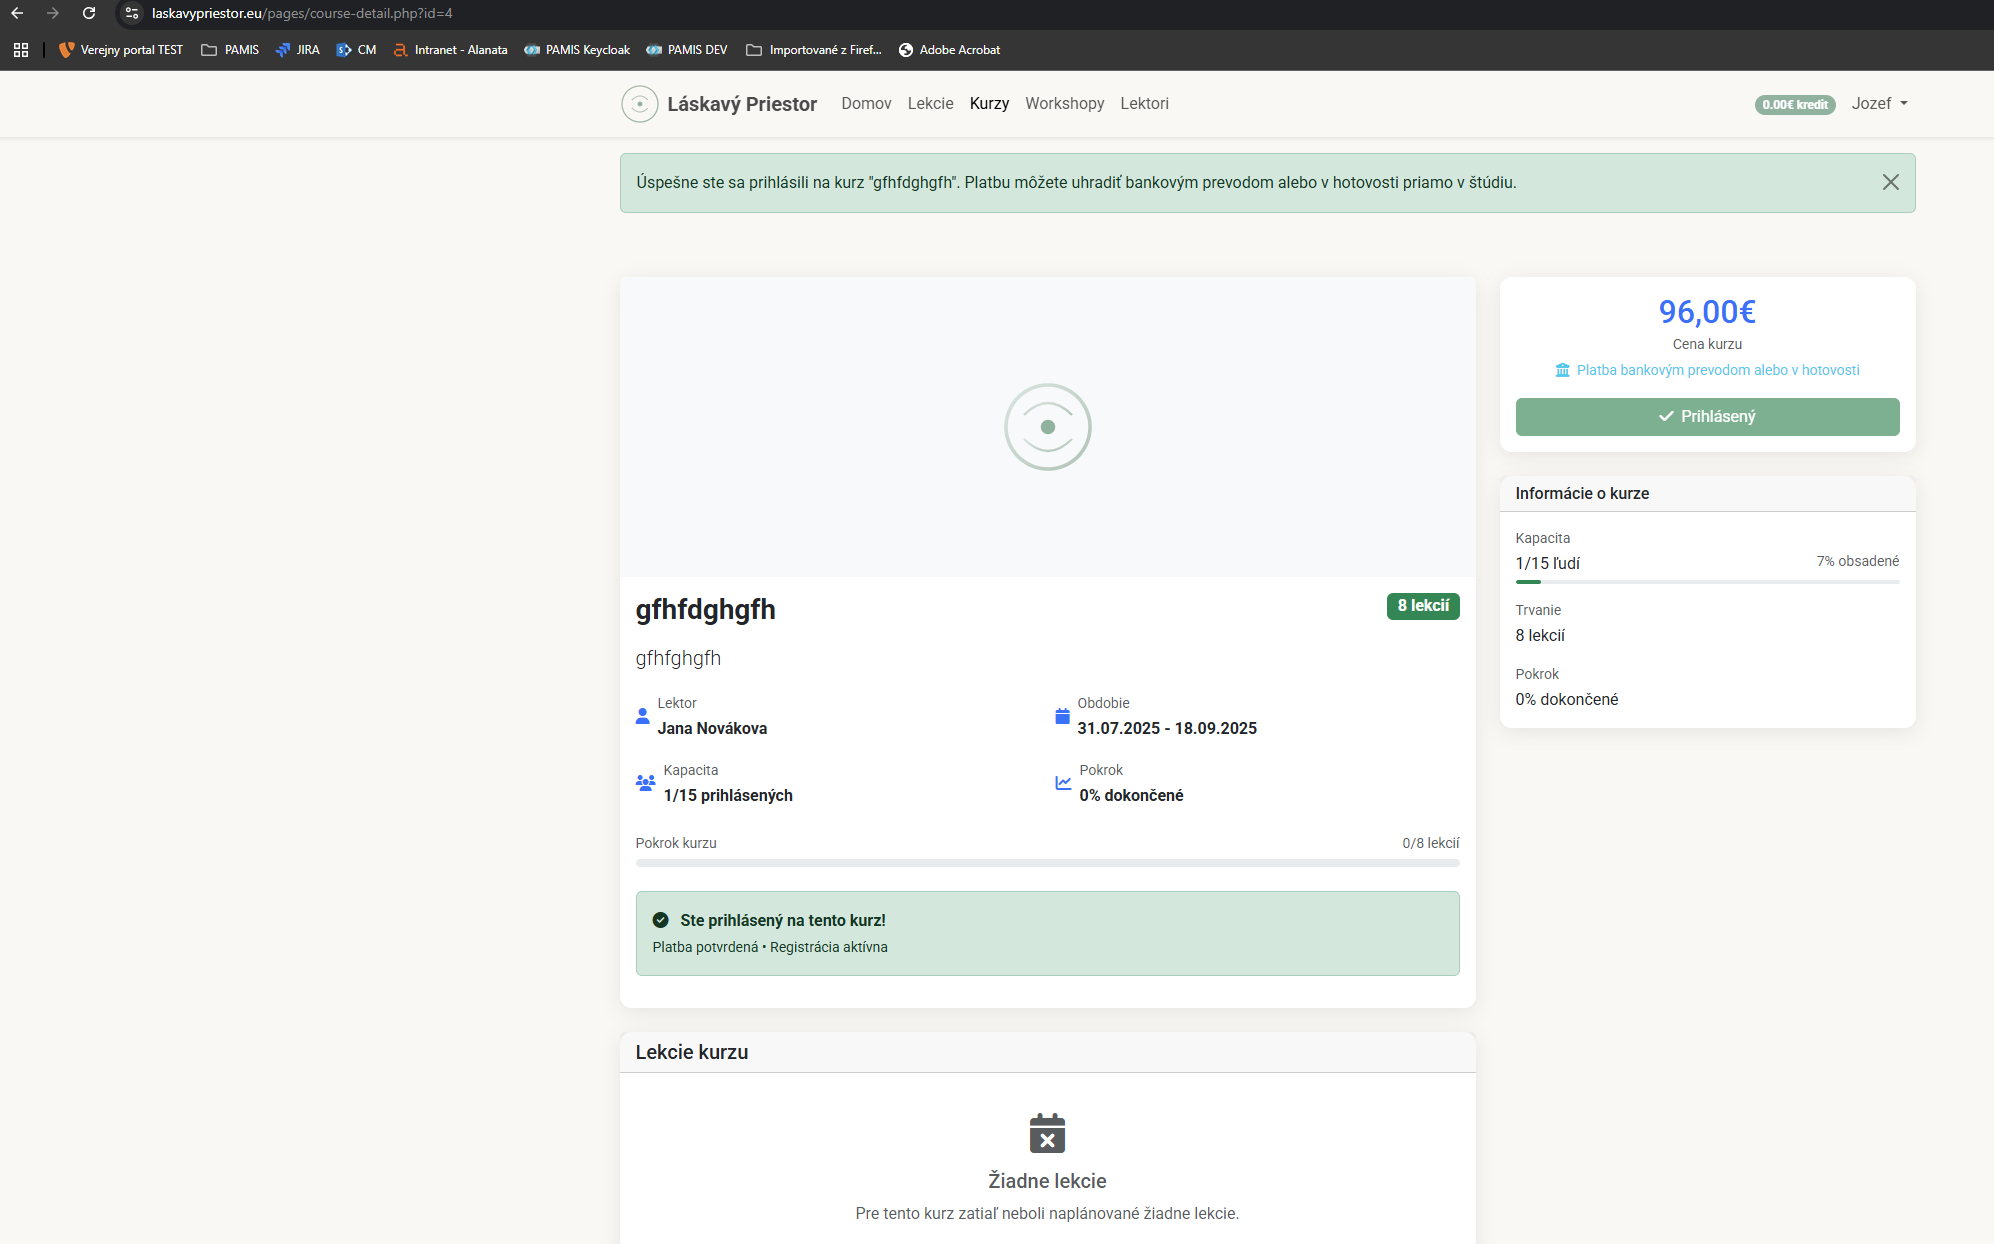 laskavypriestor.eu/pages/course-detail.php?id=4
Verejny portal TEST PAMIS JIRA CM Intranet - Alanata PAMIS Keycloak PAMIS DEV Importované z Firef... Adobe Acrobat
Láskavý Priestor Domov Lekcie Kurzy Workshopy Lektori 0.00€ kredit Jozef
Úspešne ste sa prihlásili na kurz "gfhfdghgfh". Platbu môžete uhradiť bankovým prevodom alebo v hotovosti priamo v štúdiu.
96,00€
Cena kurzu
Platba bankovým prevodom alebo v hotovosti
Prihlásený
Informácie o kurze
Kapacita
1/15 ľudí 7% obsadené
Trvanie
8 lekcií
Pokrok
0% dokončené
gfhfdghgfh 8 lekcií
gfhfghgfh
Lektor
Jana Novákova
Obdobie
31.07.2025 - 18.09.2025
Kapacita
1/15 prihlásených
Pokrok
0% dokončené
Pokrok kurzu 0/8 lekcií
Ste prihlásený na tento kurz!
Platba potvrdená • Registrácia aktívna
Lekcie kurzu
Žiadne lekcie
Pre tento kurz zatiaľ neboli naplánované žiadne lekcie.